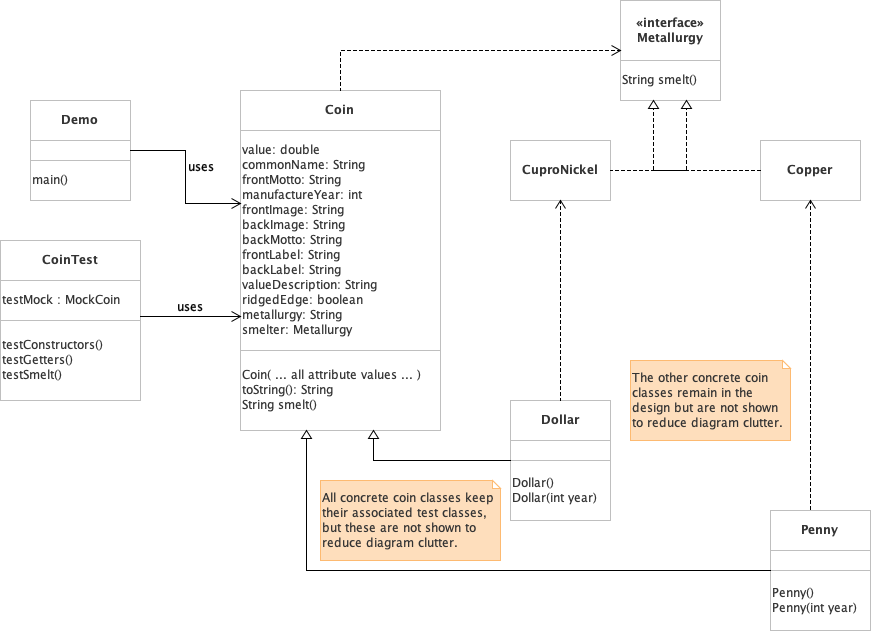 «interface»
Metallurgy
String smelt()
Demo
main()
uses
Coin
value: double
commonName: String
frontMotto: String
manufactureYear: int
frontImage: String
backImage: String
backMotto: String
frontLabel: String
backLabel: String
valueDescription: String
ridgedEdge: boolean
metallurgy: String
smelter: Metallurgy
Coin( ... all attribute values ... )
toString(): String
String smelt()
CuproNickel
Copper
CoinTest
testMock : MockCoin
testConstructors()
testGetters()
testSmelt()
uses
The other concrete coin
classes remain in the
design but are not shown
to reduce diagram clutter.
Dollar
Dollar()
Dollar(int year)
All concrete coin classes keep
their associated test classes,
but these are not shown to
reduce diagram clutter.
Penny
Penny()
Penny(int year)